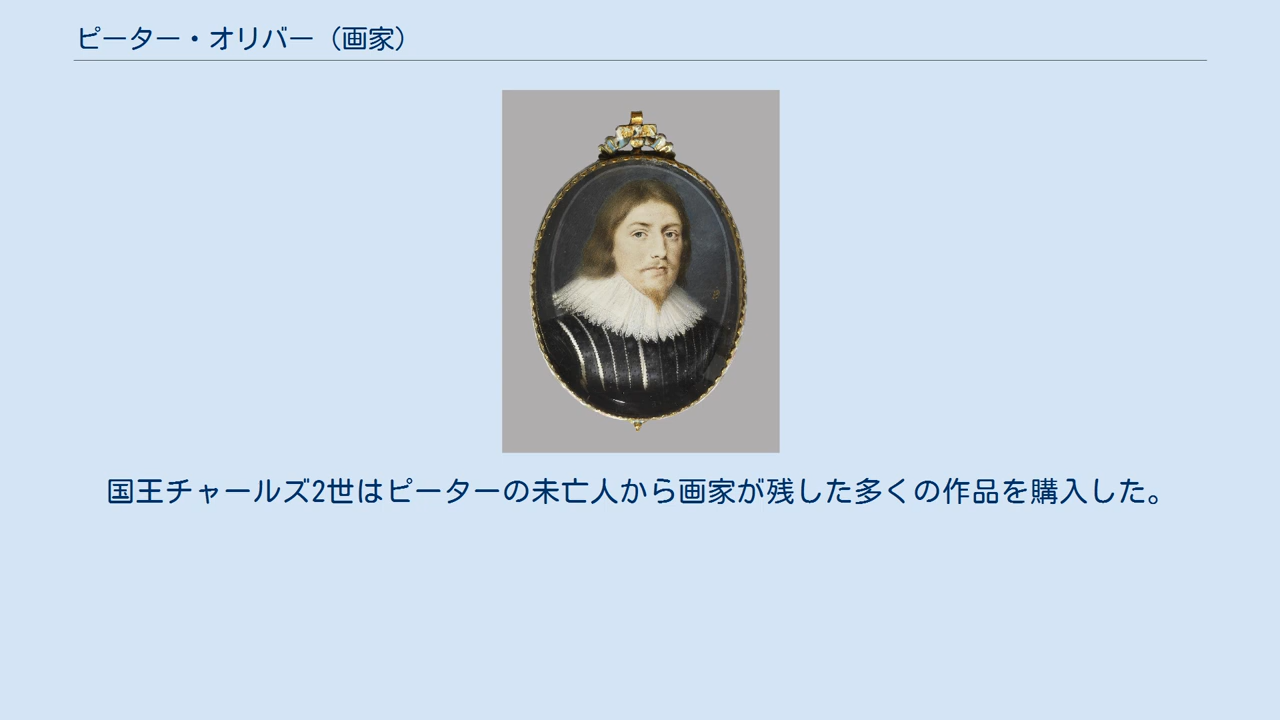 ピーター・オリバー（画家）
国王チャールズ2世はピーターの未亡人から画家が残した多くの作品を購入した。